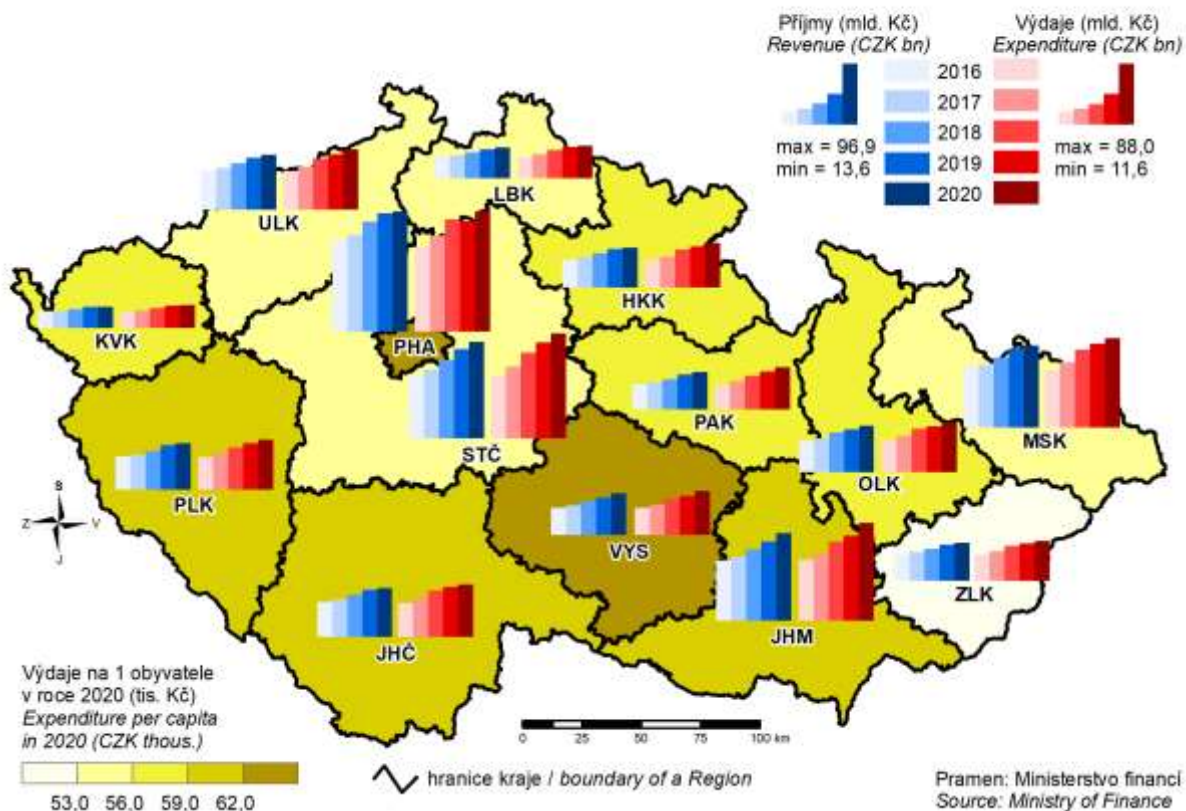 Příjmy (mld. Kč)
Revenue (CZK bn)
Výdaje (mld. Kč)
Expenditure (CZK bn)
2016
2017
2018
2019
2020
max = 96,9
min = 13,6
max = 88,0
min = 11,6
ULK
LBK
HKK
KVK
PHA
PAK
MSK
STČ
OLK
PLK
VYS
ZLK
JHČ
JHM
S
Z
V
J
Výdaje na 1 obyvatele
v roce 2020 (tis. Kč)
Expenditure per capita
in 2020 (CZK thous.)
53,0 56,0 59,0 62,0
0 25 50 75 100 km
hranice kraje / boundary of a Region
Pramen: Ministerstvo financí
Source: Ministry of Finance